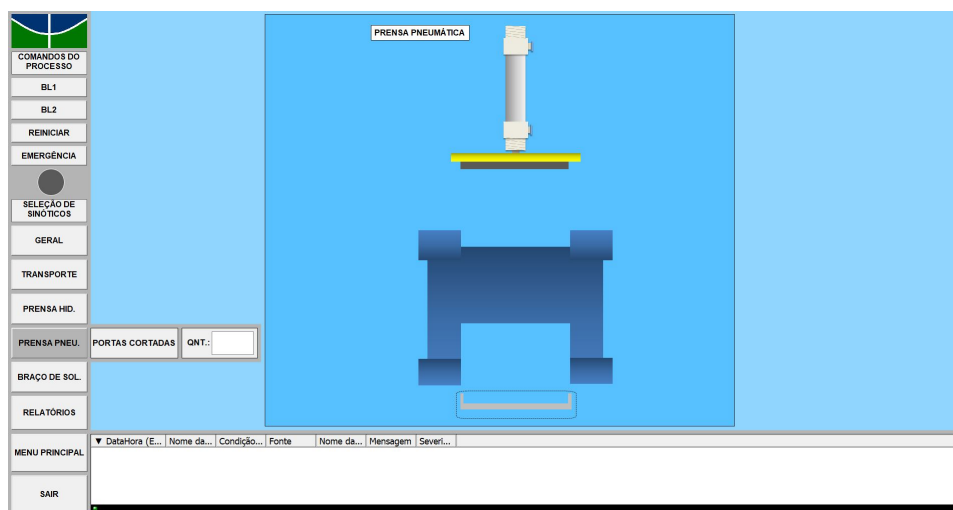 PRENSA PNEUMÁTICA
COMANDOS DO
PROCESSO
BL1
BL2
REINICIAR
EMERGÊNCIA
SELEÇÃO DE
SINÓTICOS
GERAL
TRANSPORTE
PRENSA HID.
PRENSA PNEU.
PORTAS CORTADAS
QNT.:
BRAÇO DE SOL.
RELATÓRIOS
MENU PRINCIPAL
▼ DataHora (E... Nome da... Condição... Fonte Nome da... Mensagem Severi...
SAIR